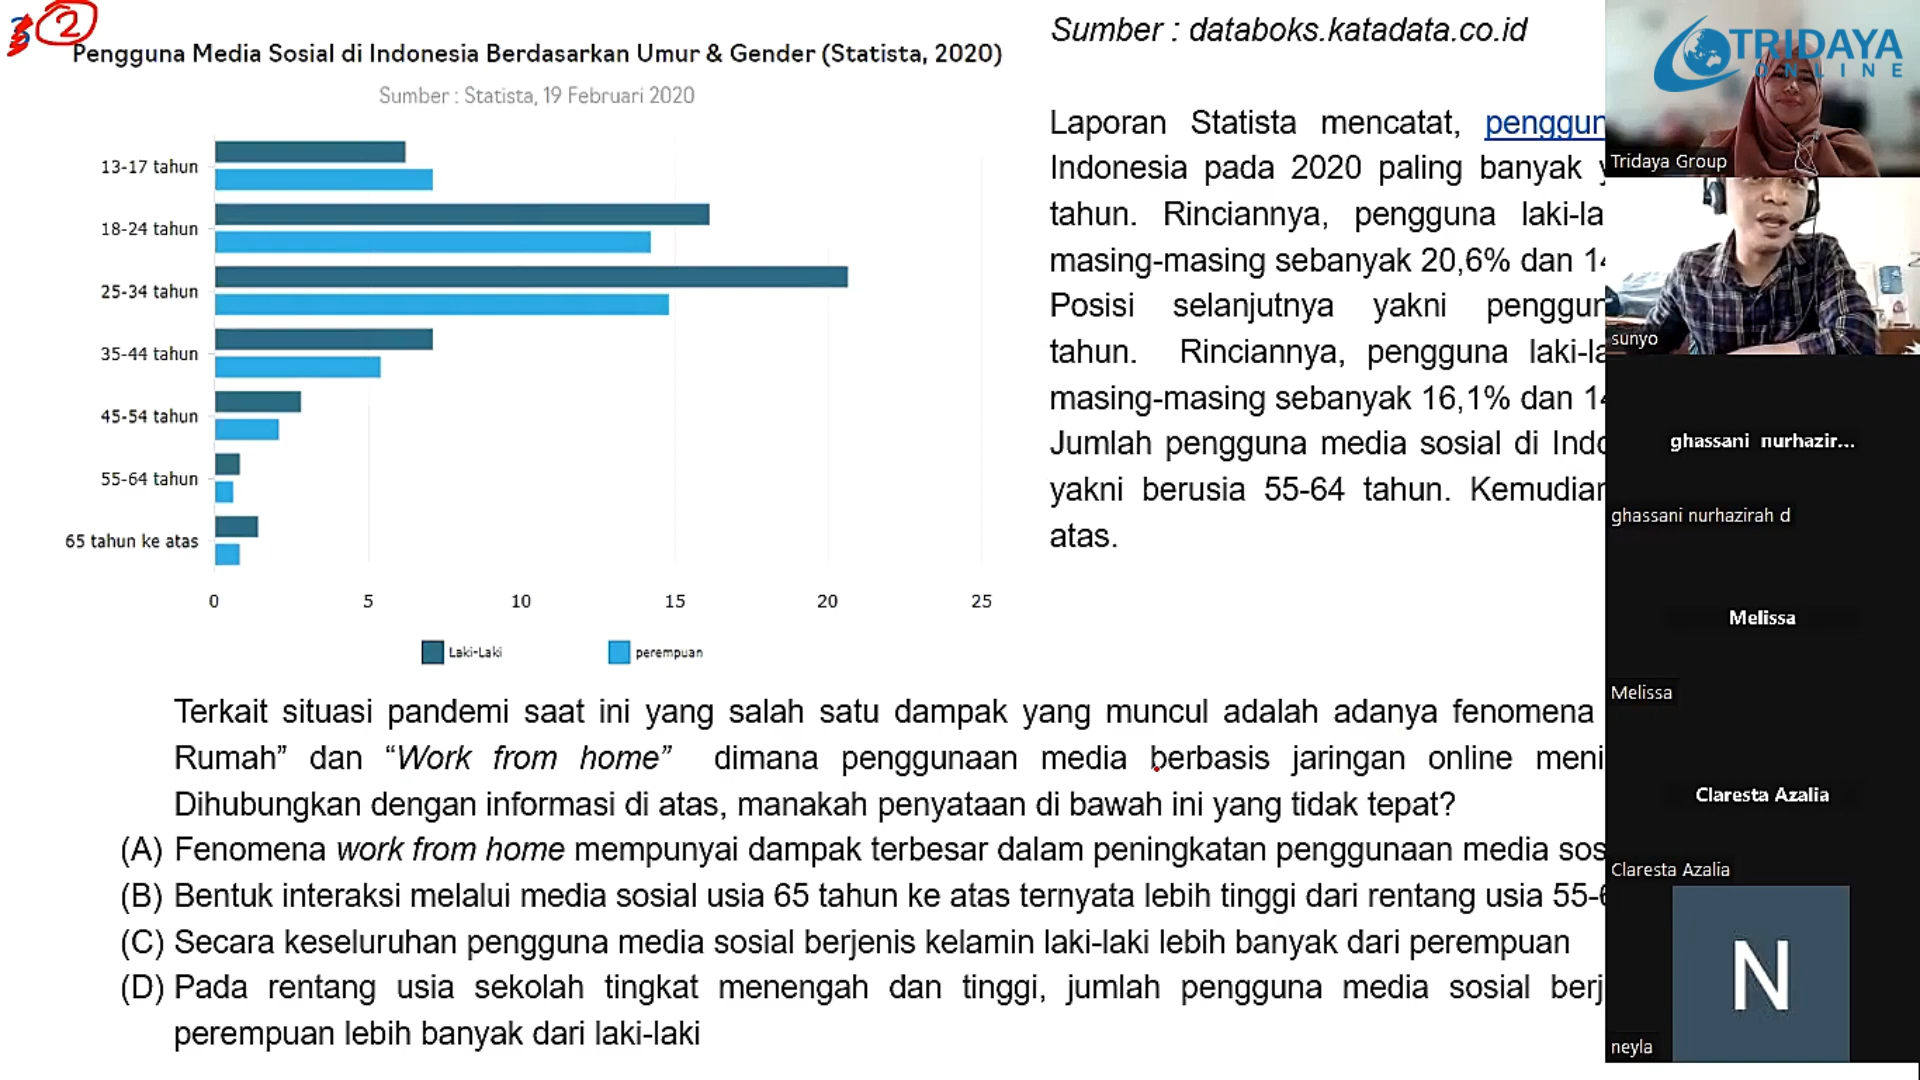 2
Pengguna Media Sosial di Indonesia Berdasarkan Umur & Gender (Statista, 2020)
Sumber : Statista, 19 Februari 2020
13-17 tahun
18-24 tahun
25-34 tahun
35-44 tahun
45-54 tahun
55-64 tahun
65 tahun ke atas
0 5 10 15 20 25
Laki-Laki perempuan
Sumber : databoks.katadata.co.id
Laporan Statista mencatat,
Indonesia pada 2020 paling banyak
tahun. Rinciannya, pengguna
masing-masing sebanyak 20,6% dan
Posisi selanjutnya yakni
tahun. Rinciannya, pengguna
masing-masing sebanyak 16,1% dan
Jumlah pengguna media sosial di
yakni berusia 55-64 tahun.
atas.
Terkait situasi pandemi saat ini yang salah satu dampak yang muncul adalah adanya fenomena
Rumah” dan “Work from home” dimana penggunaan media berbasis jaringan online
Dihubungkan dengan informasi di atas, manakah penyataan di bawah ini yang tidak tepat?
(A) Fenomena work from home mempunyai dampak terbesar dalam peningkatan penggunaan media
(B) Bentuk interaksi melalui media sosial usia 65 tahun ke atas ternyata lebih tinggi dari rentang usia
(C) Secara keseluruhan pengguna media sosial berjenis kelamin laki-laki lebih banyak dari perempuan
(D) Pada rentang usia sekolah tingkat menengah dan tinggi, jumlah pengguna media sosial
perempuan lebih banyak dari laki-laki
TRIDAYA
ONLINE
Tridaya Group
sunyo
ghassani nurhazir...
ghassani nurhazirah d
Melissa
Melissa
Claresta Azalia
Claresta Azalia
N
neyla